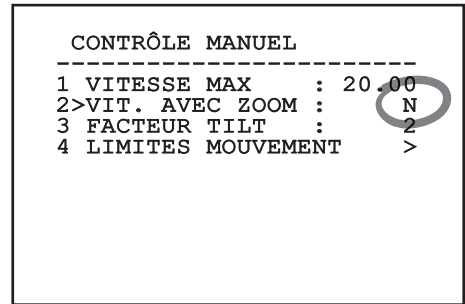 CONTRÔLE MANUEL
-------------------------
1 VITESSE MAX : 20.00
2>VIT. AVEC ZOOM : N
3 FACTEUR TILT : 2
4 LIMITES MOUVEMENT >